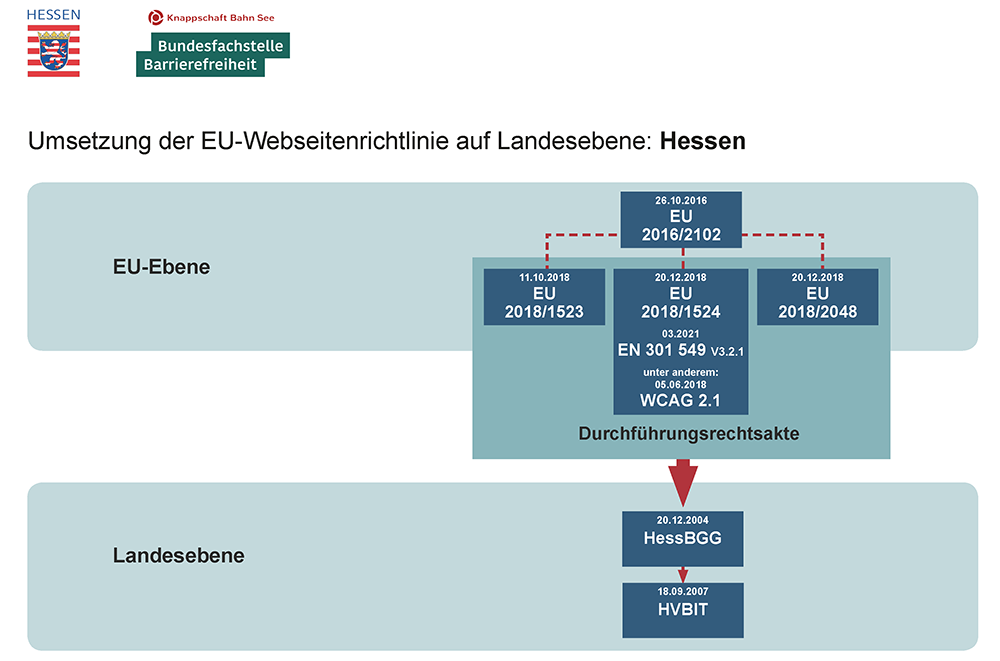 HESSEN
Knappschaft Bahn See
Bundesfachstelle
Barrierefreiheit
Umsetzung der EU-Webseitenrichtlinie auf Landesebene: Hessen
EU-Ebene
26.10.2016
EU
2016/2102
11.10.2018
EU
2018/1523
20.12.2018
EU
2018/1524
03.2021
EN 301 549 V3.2.1
unter anderem:
05.06.2018
WCAG 2.1
20.12.2018
EU
2018/2048
Durchführungsrechtsakte
Landesebene
20.12.2004
HessBGG
18.09.2007
HVBIT